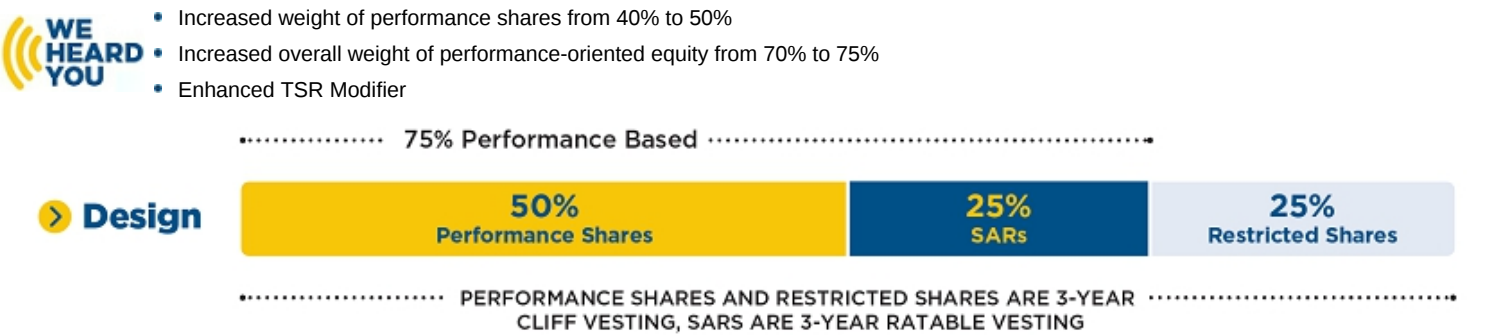 WE
HEARD
YOU
• Increased weight of performance shares from 40% to 50%
• Increased overall weight of performance-oriented equity from 70% to 75%
• Enhanced TSR Modifier
75% Performance Based
Design
50%
Performance Shares
25%
SARs
25%
Restricted Shares
PERFORMANCE SHARES AND RESTRICTED SHARES ARE 3-YEAR
CLIFF VESTING, SARS ARE 3-YEAR RATABLE VESTING